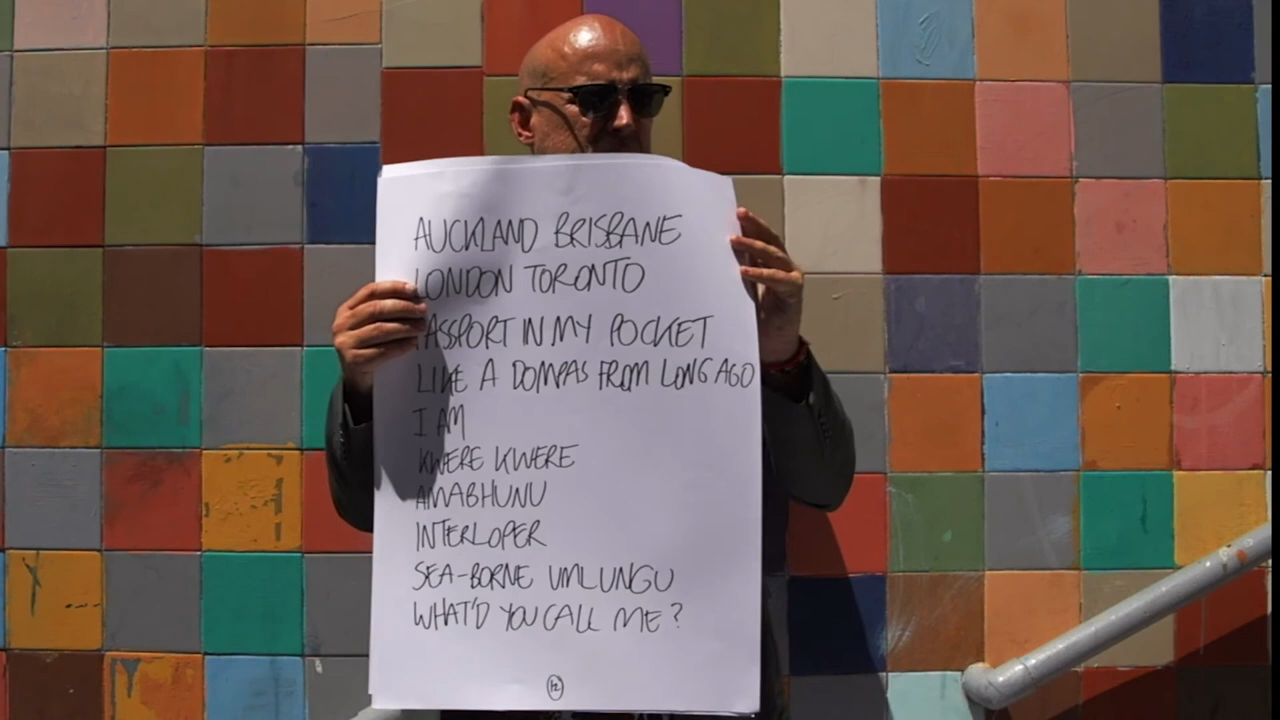 AUCKLAND BRISBANE
LONDON TORONTO
PASSPORT IN MY POCKET
LIKE A DOMPAS FROM LONG AGO
I AM
KWERE KWERE
AMABHUNU
INTERLOPER
SEA-BORNE UMLUNGU
WHAT'D YOU CALL ME?
12